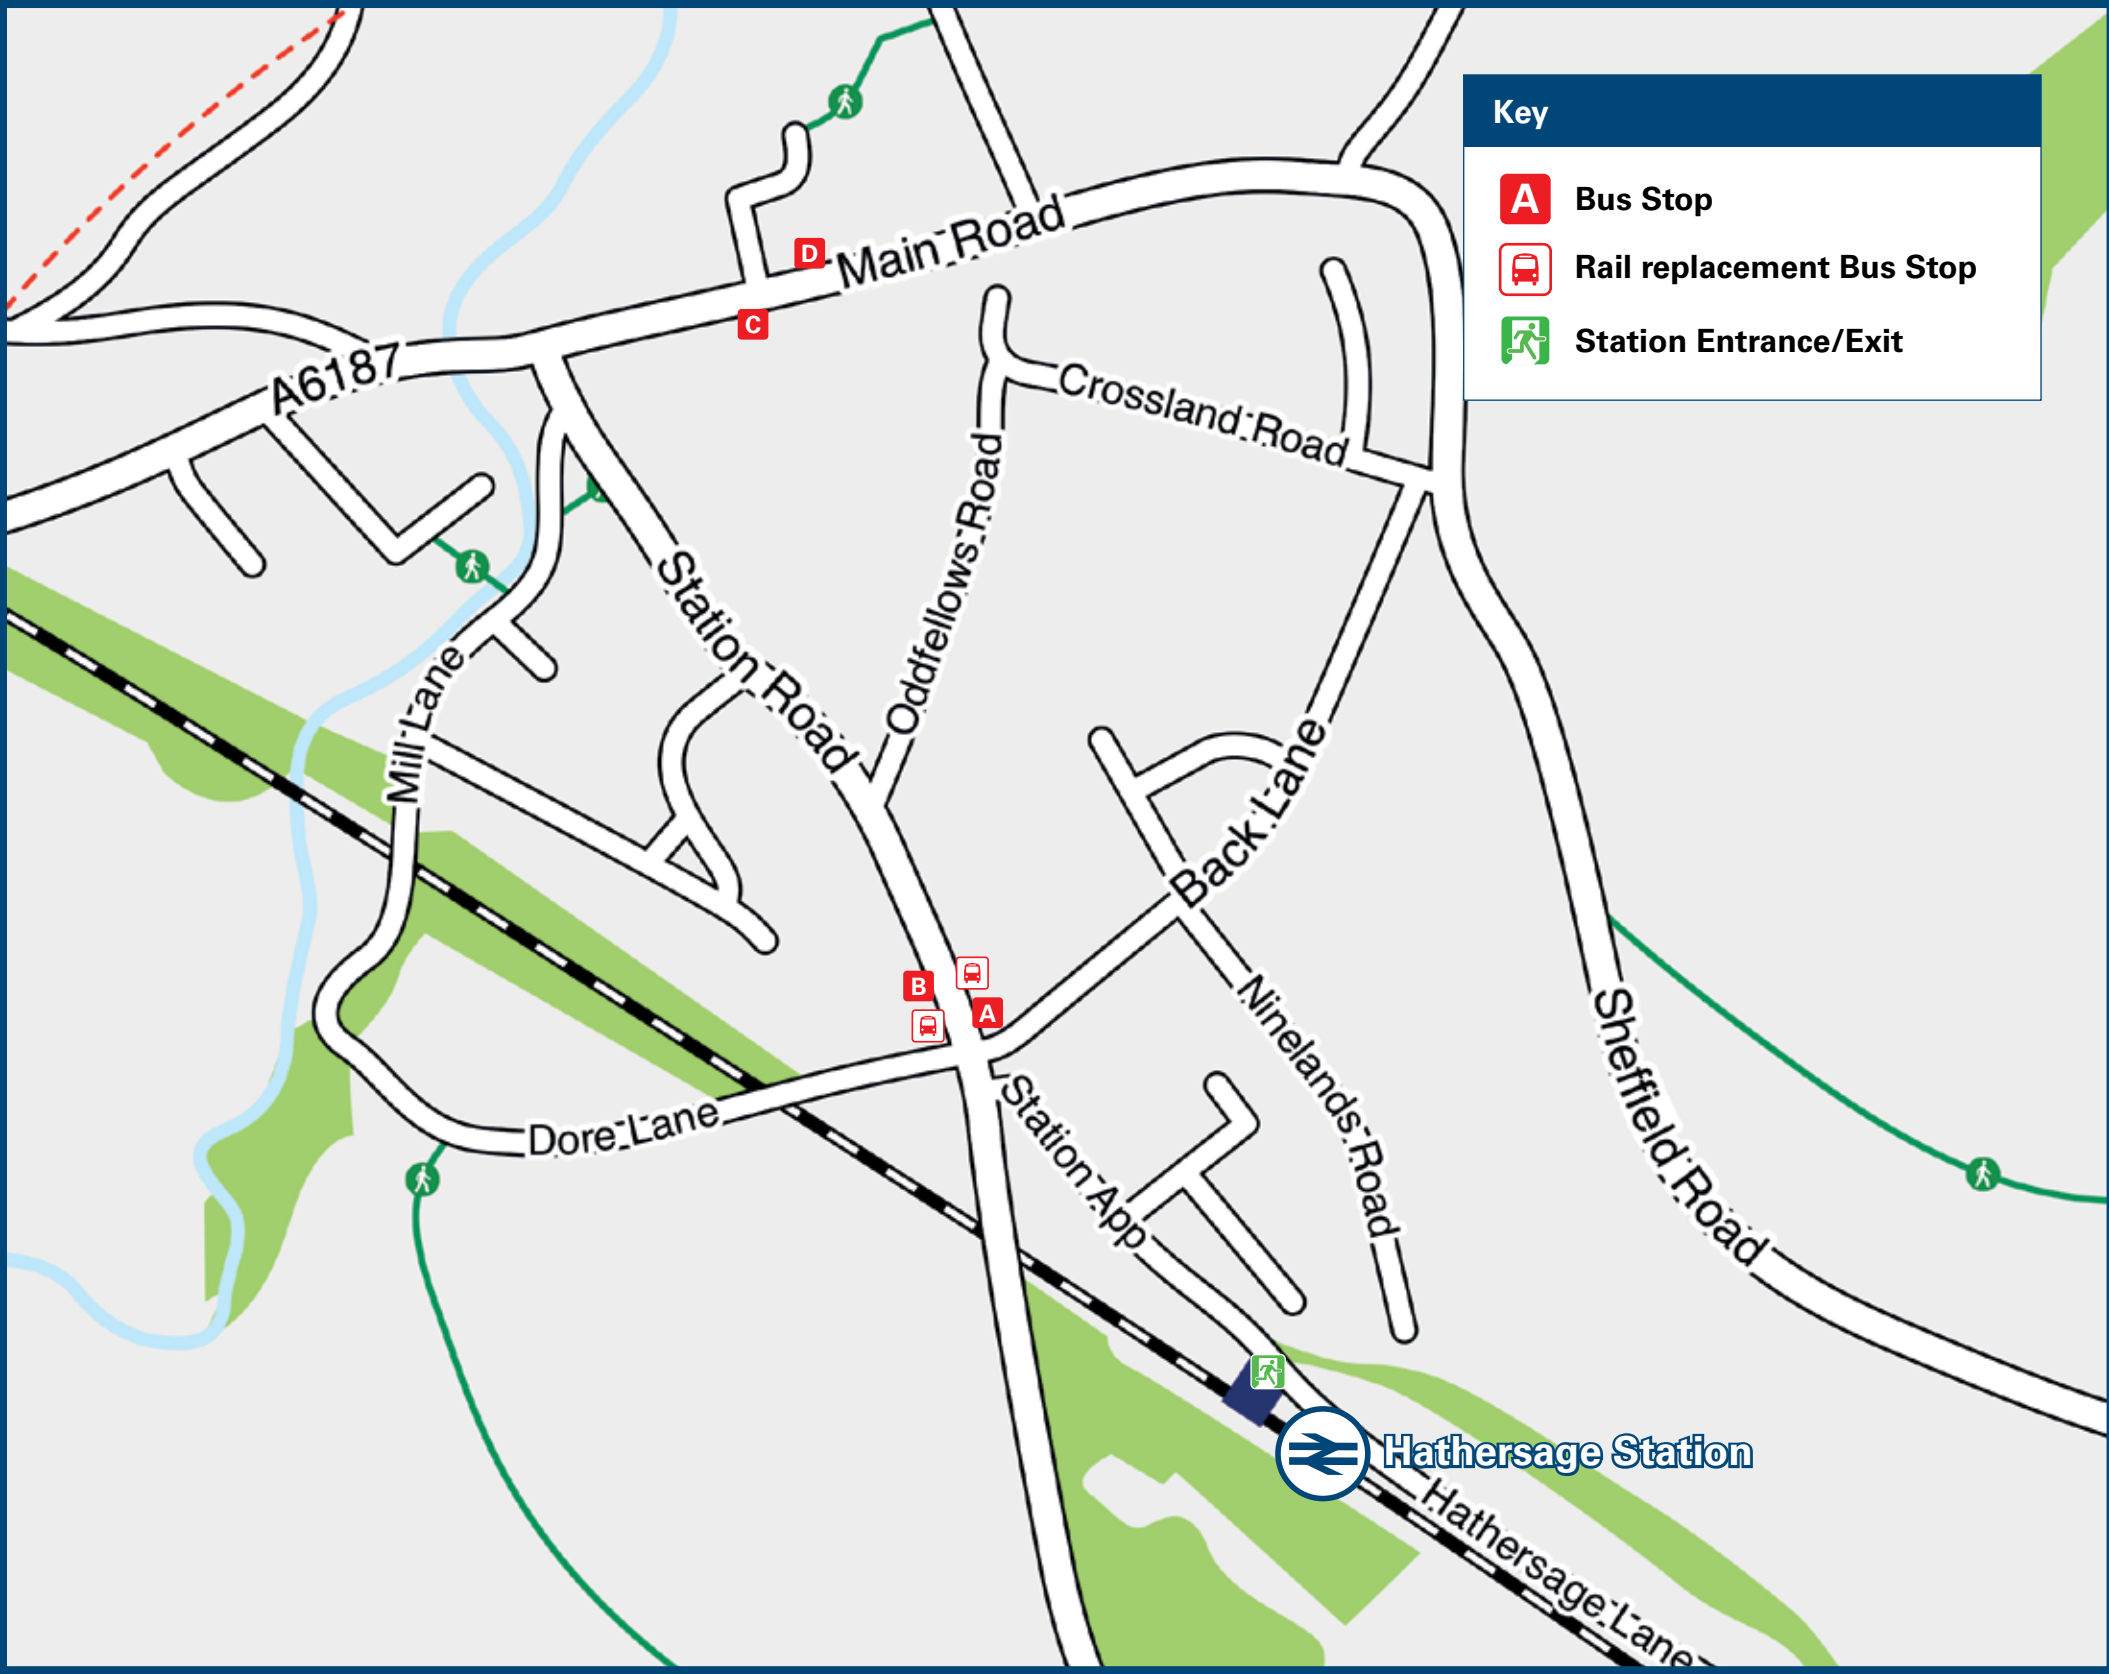 Key
A Bus Stop
Rail replacement Bus Stop
Station Entrance/Exit
D
Main Road
C
A6187
Crossland Road
Oddfellows Road
Station Road
Mill Lane
Back Lane
B
A
Ninelands Road
Sheffield Road
Dore Lane
Station App
Hathersage Station
Hathersage Lane